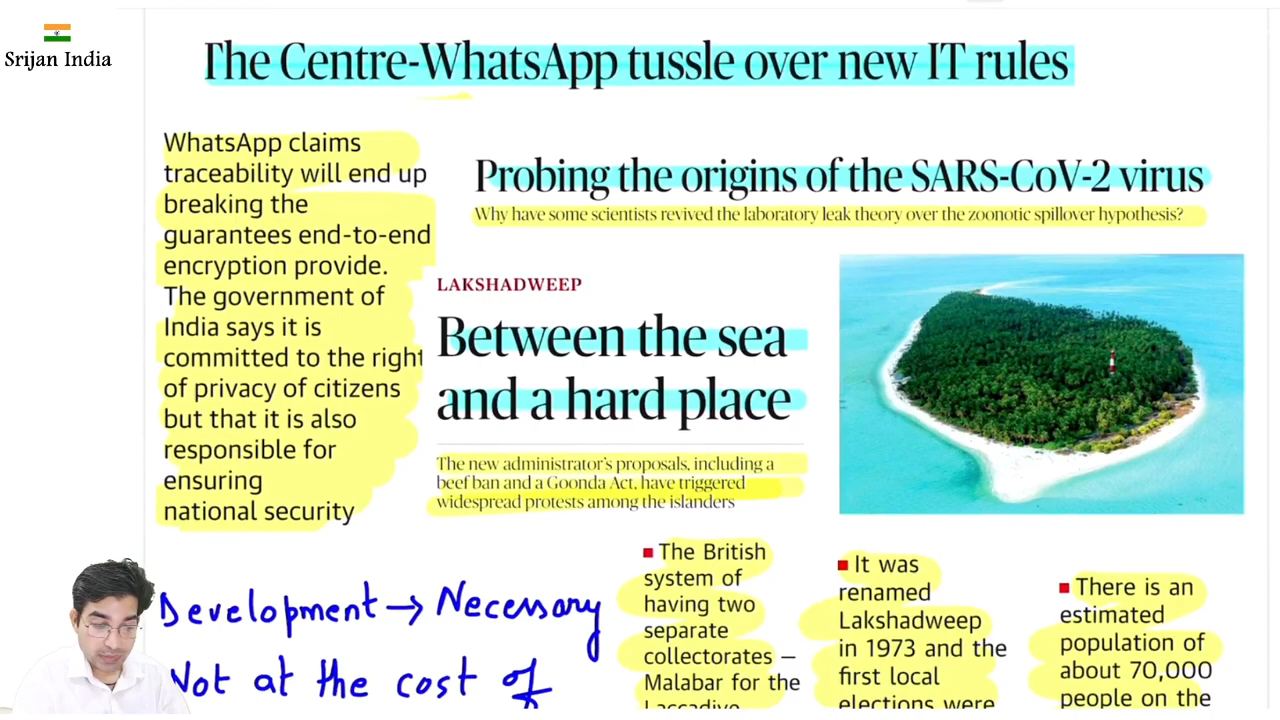 Srijan India
The Centre-WhatsApp tussle over new IT rules
WhatsApp claims
traceability will end up
breaking the
guarantees end-to-end
encryption provide.
The government of
India says it is
committed to the right
of privacy of citizens
but that it is also
responsible for
ensuring
national security
Probing the origins of the SARS-CoV-2 virus
Why have some scientists revived the laboratory leak theory over the zoonotic spillover hypothesis?
LAKSHADWEEP
Between the sea
and a hard place
The new administrator's proposals, including a
beef ban and a Goonda Act, have triggered
widespread protests among the islanders
Development → Necessary
Not at the cost of
The British
system of
having two
separate
collectorates —
Malabar for the
Laccadive
It was
renamed
Lakshadweep
in 1973 and the
first local
elections were
There is an
estimated
population of
about 70,000
people on the